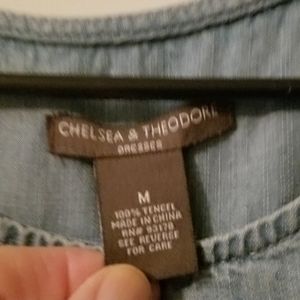 CHELSEA & THEODORE
DRESSES
M
100% TENCEL
MADE IN CHINA
RN# 93178
SEE REVERSE
FOR CARE